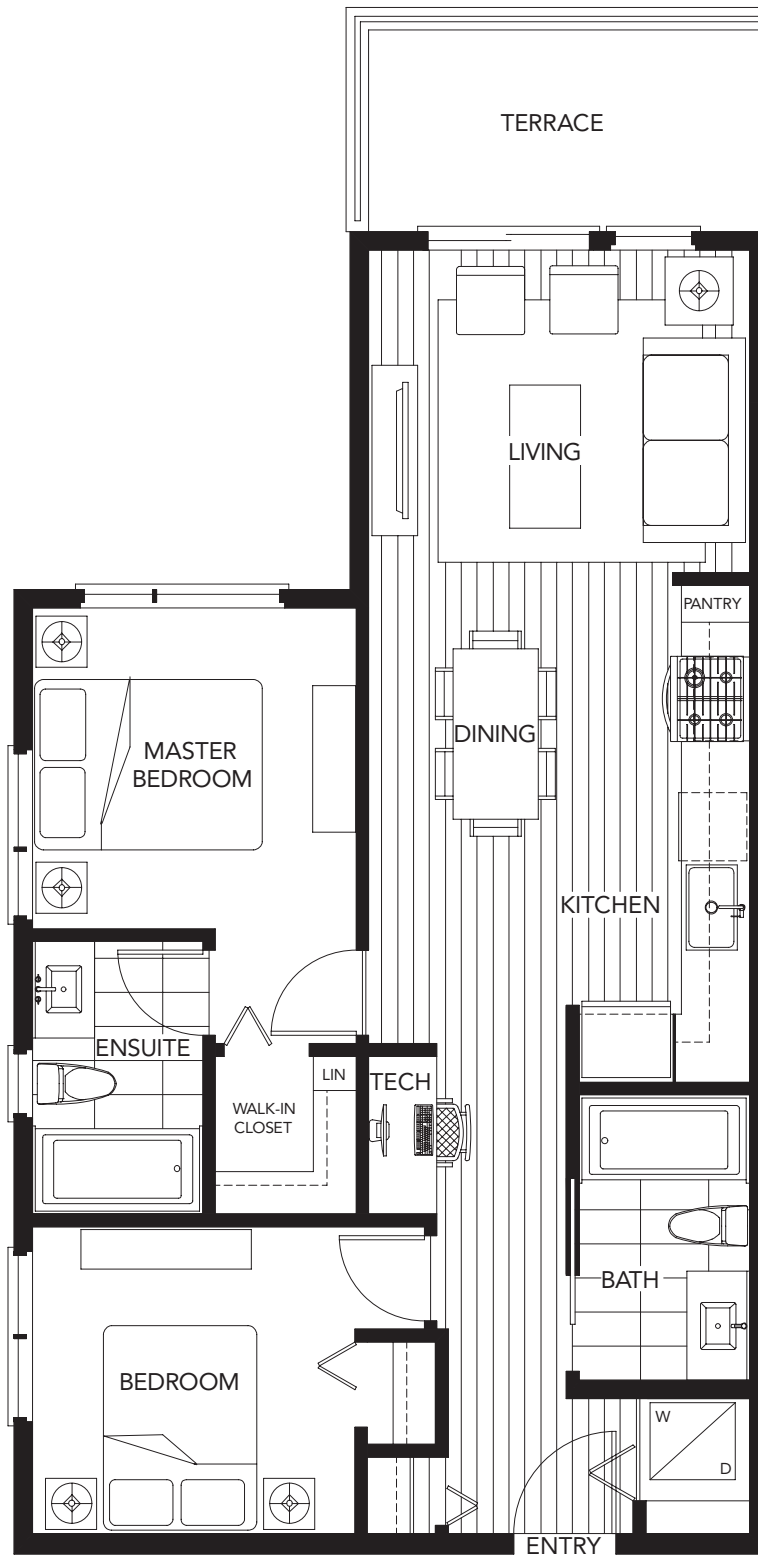 TERRACE
LIVING
PANTRY
MASTER
BEDROOM
DINING
KITCHEN
ENSUITE
LIN
TECH
WALK-IN
CLOSET
BATH
BEDROOM
W
D
ENTRY